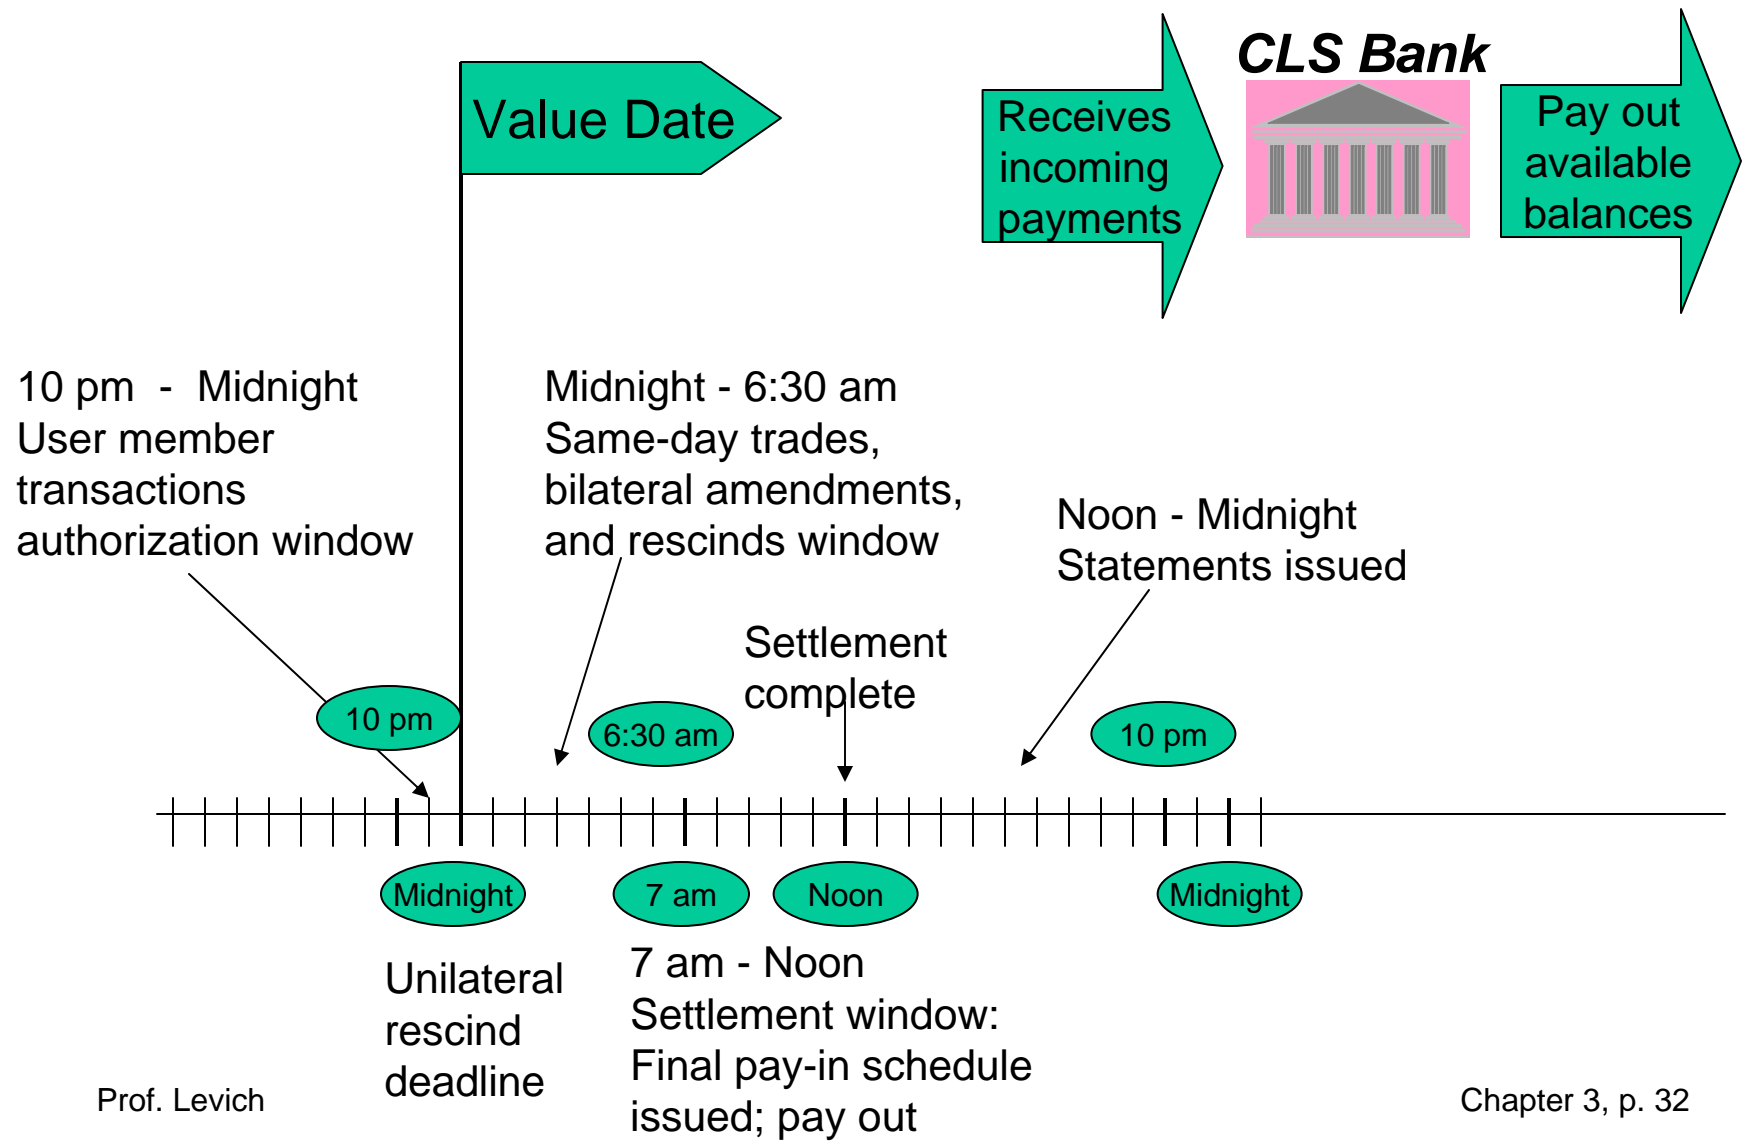 Value Date
Receives
incoming
payments
CLS Bank
Pay out
available
balances
10 pm - Midnight
User member
transactions
authorization window
Midnight - 6:30 am
Same-day trades,
bilateral amendments,
and rescinds window
Noon - Midnight
Statements issued
Settlement
complete
10 pm
6:30 am
10 pm
Midnight
7 am
Noon
Midnight
Unilateral
rescind
deadline
7 am - Noon
Settlement window:
Final pay-in schedule
issued; pay out
Prof. Levich
Chapter 3, p. 32